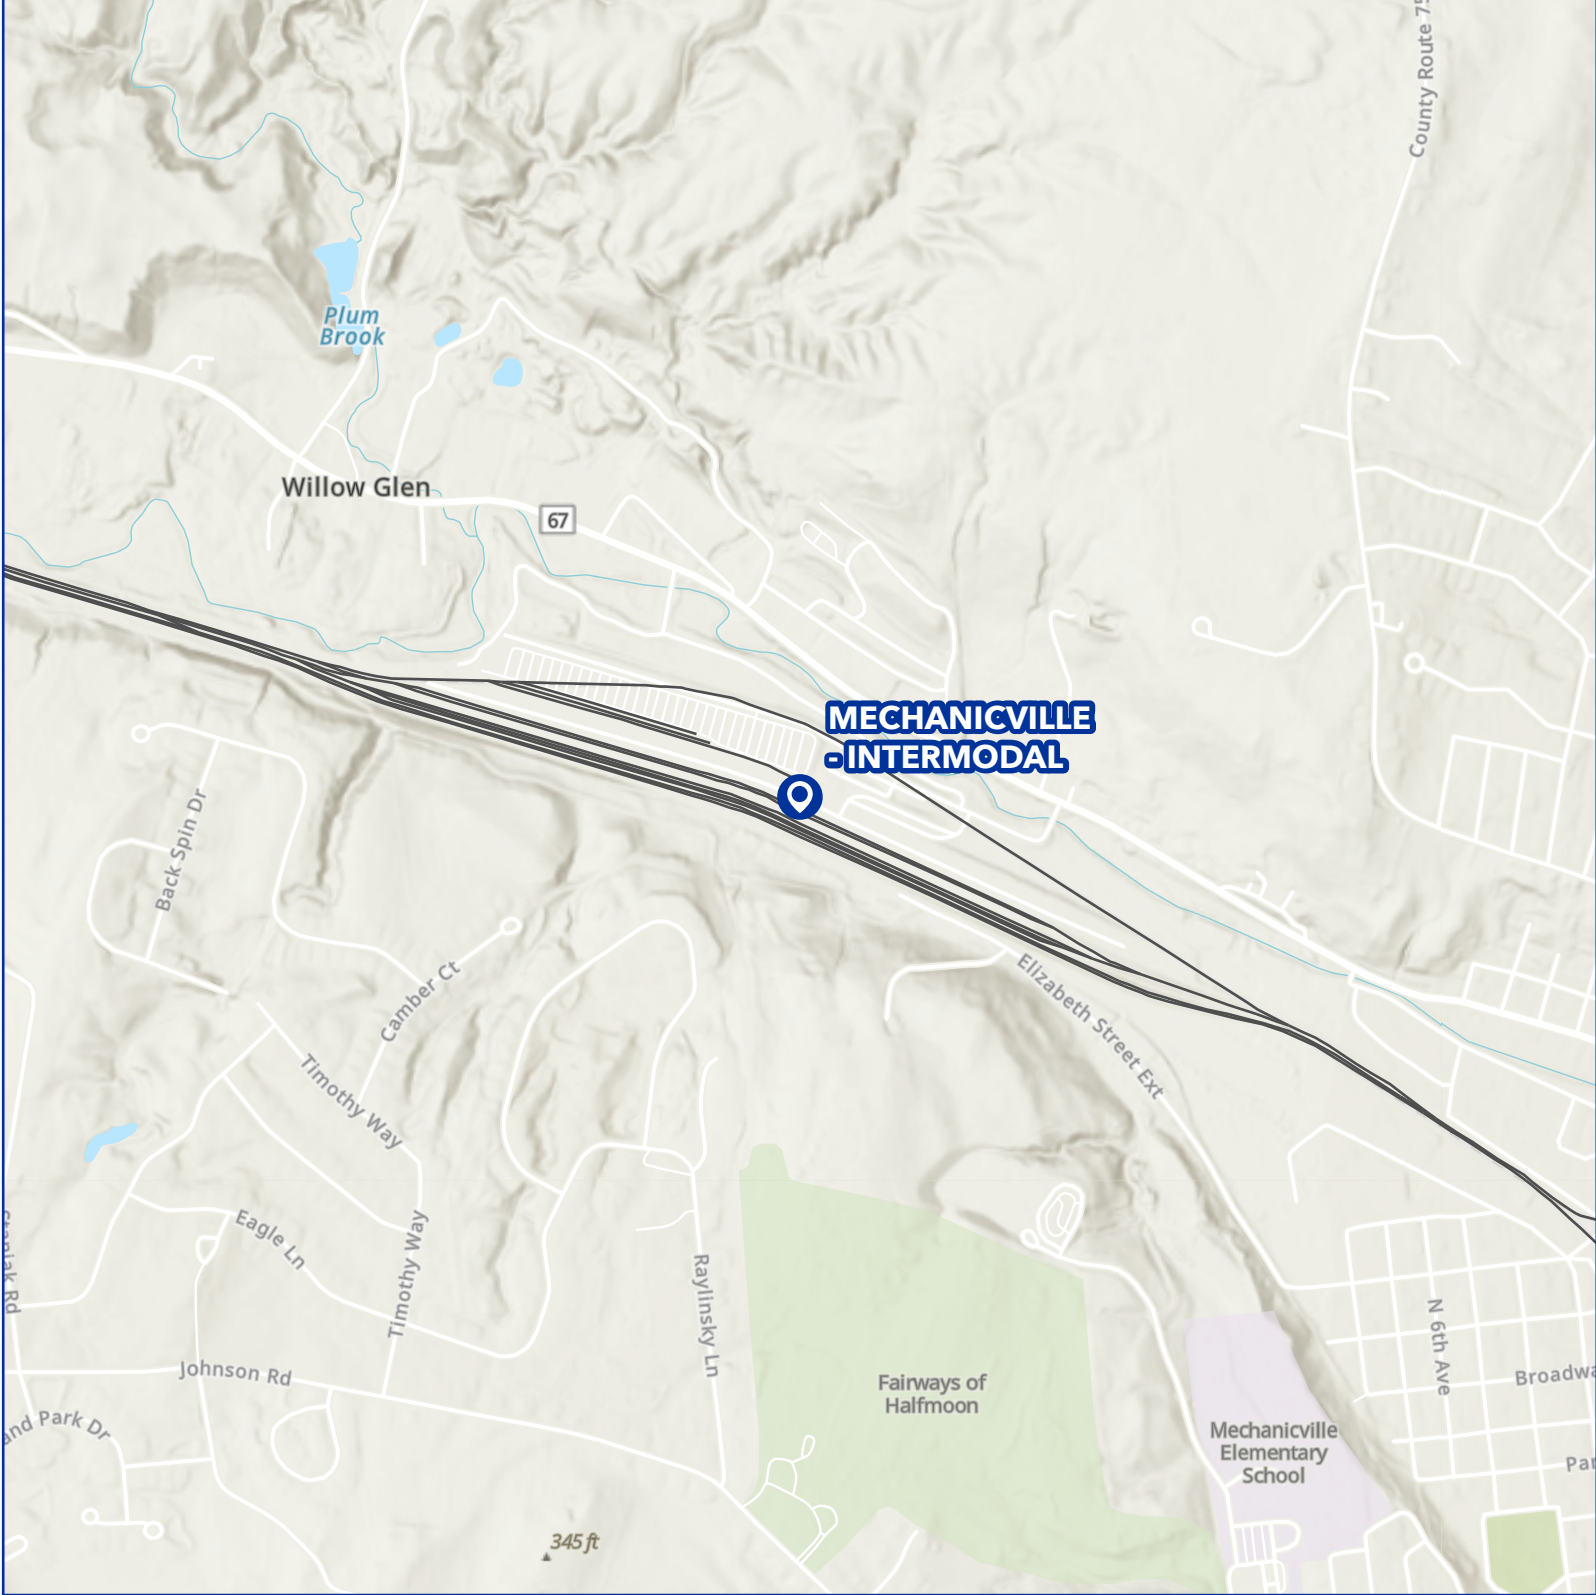 County Route 75
Plum
Brook
Willow Glen
67
MECHANICVILLE
- INTERMODAL
Back Spin Dr
Camber Ct
Elizabeth Street Ext
Timothy Way
Eagle Ln
Timothy Way
Raylinsky Ln
Staniak Rd
Johnson Rd
N 6th Ave
Fairways of
Halfmoon
Broadwa
and Park Dr
Mechanicville
Elementary
School
Par
345 ft